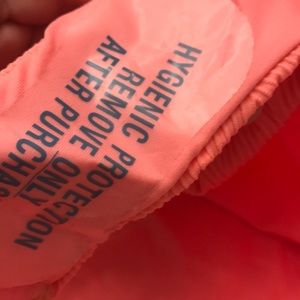 HYGIENIC PROTECTION
REMOVE ONLY
AFTER PURCHASE